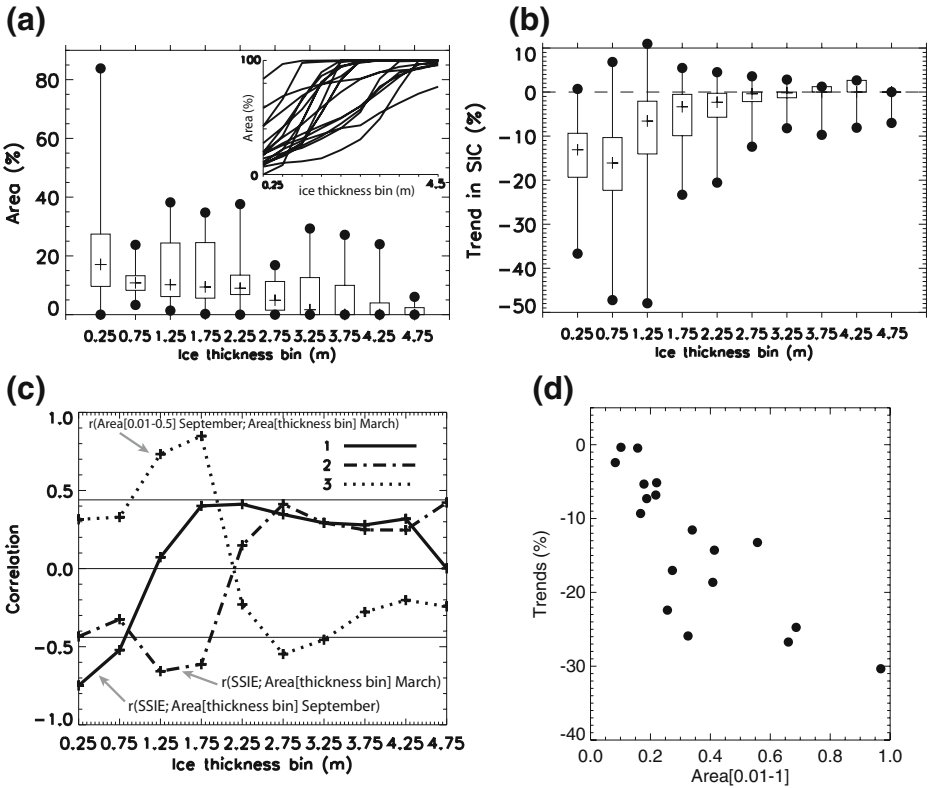 (a)
Area (%)
80
60
40
20
0
0.25 0.75 1.25 1.75 2.25 2.75 3.25 3.75 4.25 4.75
Ice thickness bin (m)
100
Area (%)
0
0.25
4.5
ice thickness bin (m)
(b)
Trend in SIC (%)
10
0
-10
-20
-30
-40
-50
0.25 0.75 1.25 1.75 2.25 2.75 3.25 3.75 4.25 4.75
Ice thickness bin (m)
(c)
Correlation
1.0
0.5
0.0
-0.5
-1.0
r(Area[0.01-0.5] September; Area[thickness bin] March)
1
2
3
r(SSIE; Area[thickness bin] March)
r(SSIE; Area[thickness bin] September)
0.25 0.75 1.25 1.75 2.25 2.75 3.25 3.75 4.25 4.75
Ice thickness bin (m)
(d)
Trends (%)
0
-10
-20
-30
-40
0.0 0.2 0.4 0.6 0.8 1.0
Area[0.01-1]